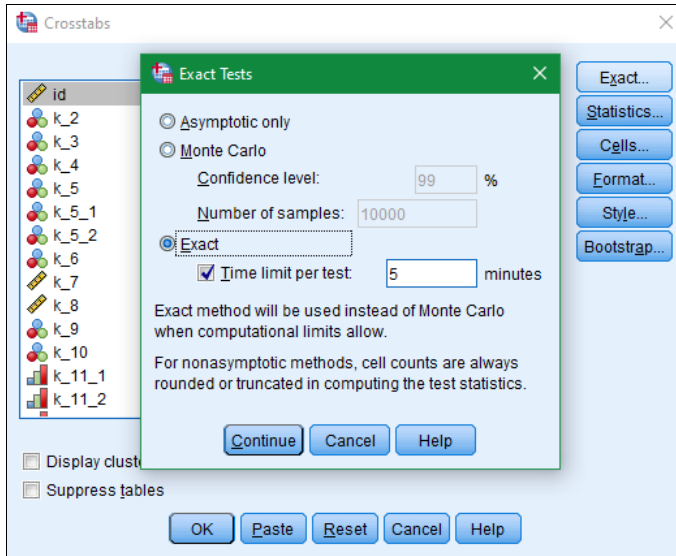 Crosstabs
Exact Tests
Asymptotic only
Monte Carlo
Confidence level: 99 %
Number of samples: 10000
Exact
Time limit per test: 5 minutes
Exact method will be used instead of Monte Carlo
when computational limits allow.
For nonasymptotic methods, cell counts are always
rounded or truncated in computing the test statistics.
Continue Cancel Help
id
k_2
k_3
k_4
k_5
k_5_1
k_5_2
k_6
k_7
k_8
k_9
k_10
k_11_1
k_11_2
Exact...
Statistics...
Cells...
Format...
Style...
Bootstrap...
Display cluste
Suppress tables
OK Paste Reset Cancel Help